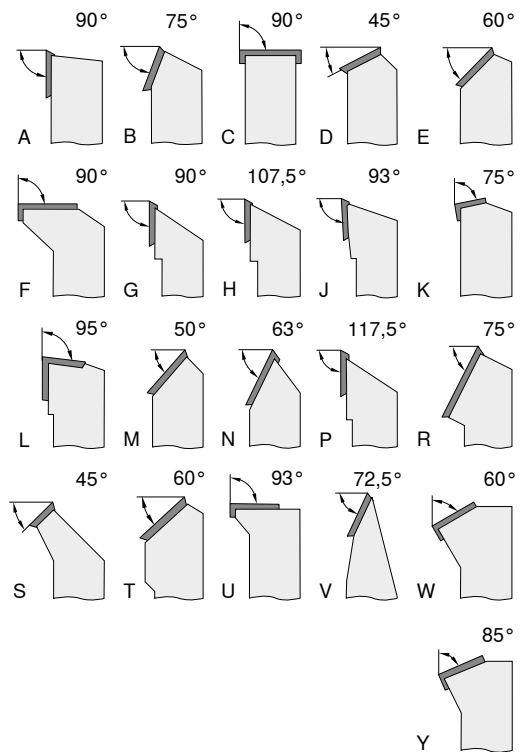 90° 75° 90° 45° 60°
A B C D E
90° 90° 107,5° 93° 75°
F G H J K
95° 50° 63° 117,5° 75°
L M N P R
45° 60° 93° 72,5° 60°
S T U V W
85°
Y